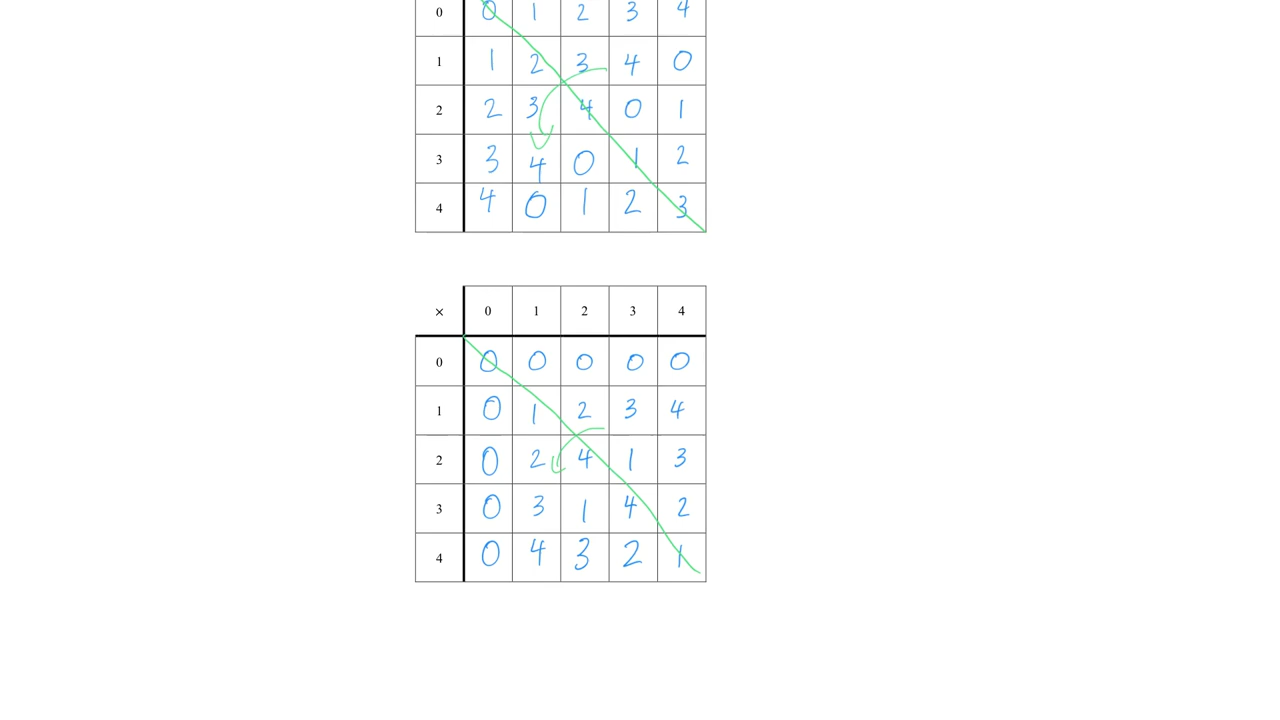 0 0 1 2 3 4
1 1 2 3 4 0
2 2 3 4 0 1
3 3 4 0 1 2
4 4 0 1 2 3
× 0 1 2 3 4
0 0 0 0 0 0
1 0 1 2 3 4
2 0 2 4 1 3
3 0 3 1 4 2
4 0 4 3 2 1